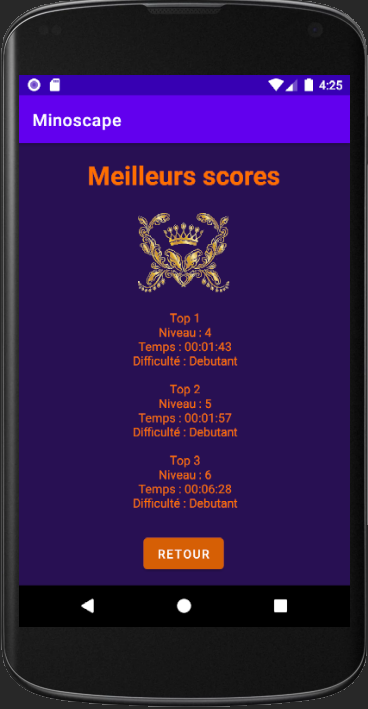 4:25
Minoscape
Meilleurs scores
Top 1
Niveau : 4
Temps : 00:01:43
Difficulté : Debutant
Top 2
Niveau : 5
Temps : 00:01:57
Difficulté : Debutant
Top 3
Niveau : 6
Temps : 00:06:28
Difficulté : Debutant
RETOUR